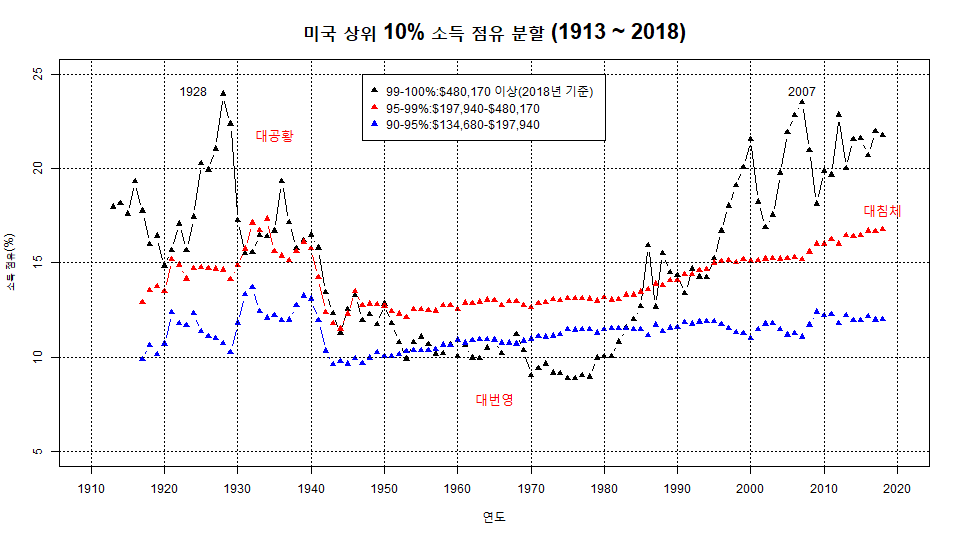 미국 상위 10% 소득 점유 분할 (1913 ~ 2018)
99-100%:$480,170 이상(2018년 기준)
95-99%:$197,940-$480,170
90-95%:$134,680-$197,940
1928
2007
대공황
대침체
대번영
소득 점유(%)
25
20
15
10
5
1910 1920 1930 1940 1950 1960 1970 1980 1990 2000 2010 2020
연도